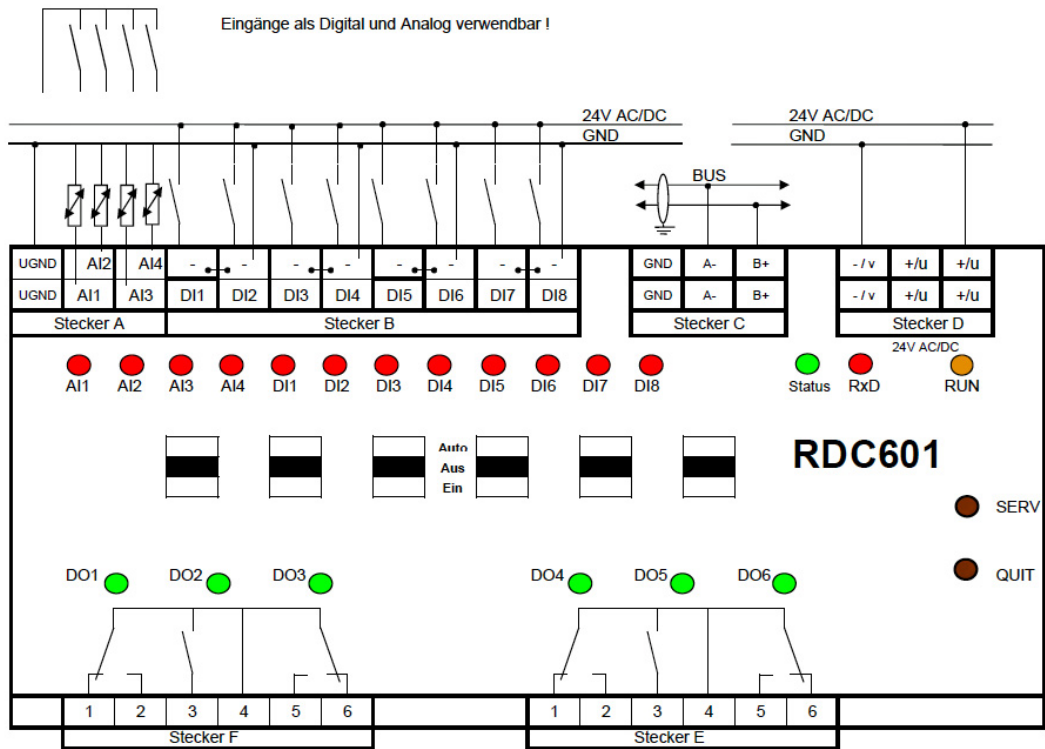 Eingänge als Digital und Analog verwendbar !
24V AC/DC 24V AC/DC
GND GND
BUS
UGND AI2 AI4 - - - - - - - - GND A- B+ - / v +/u +/u
UGND AI1 AI3 DI1 DI2 DI3 DI4 DI5 DI6 DI7 DI8 GND A- B+ - / v +/u +/u
Stecker A Stecker B Stecker C Stecker D
24V AC/DC
AI1 AI2 AI3 AI4 DI1 DI2 DI3 DI4 DI5 DI6 DI7 DI8 Status RxD RUN
Auto
Aus
Ein
RDC601
SERV
QUIT
DO1 DO2 DO3 DO4 DO5 DO6
1 2 3 4 5 6 1 2 3 4 5 6
Stecker F Stecker E